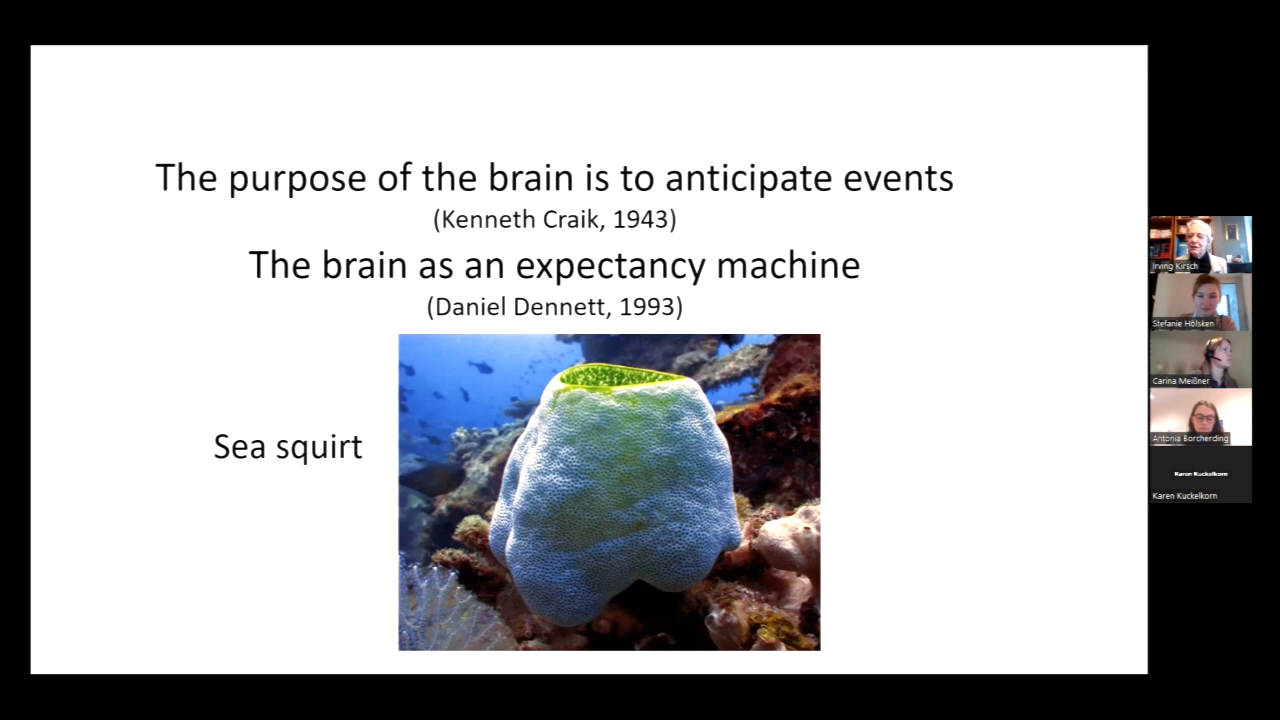 The purpose of the brain is to anticipate events
(Kenneth Craik, 1943)
The brain as an expectancy machine
(Daniel Dennett, 1993)
Sea squirt
Irving Kirsch
Stefanie Hölsken
Carina Meißner
Antonia Borcherding
Karen Kuckelkorn
Karen Kuckelkorn